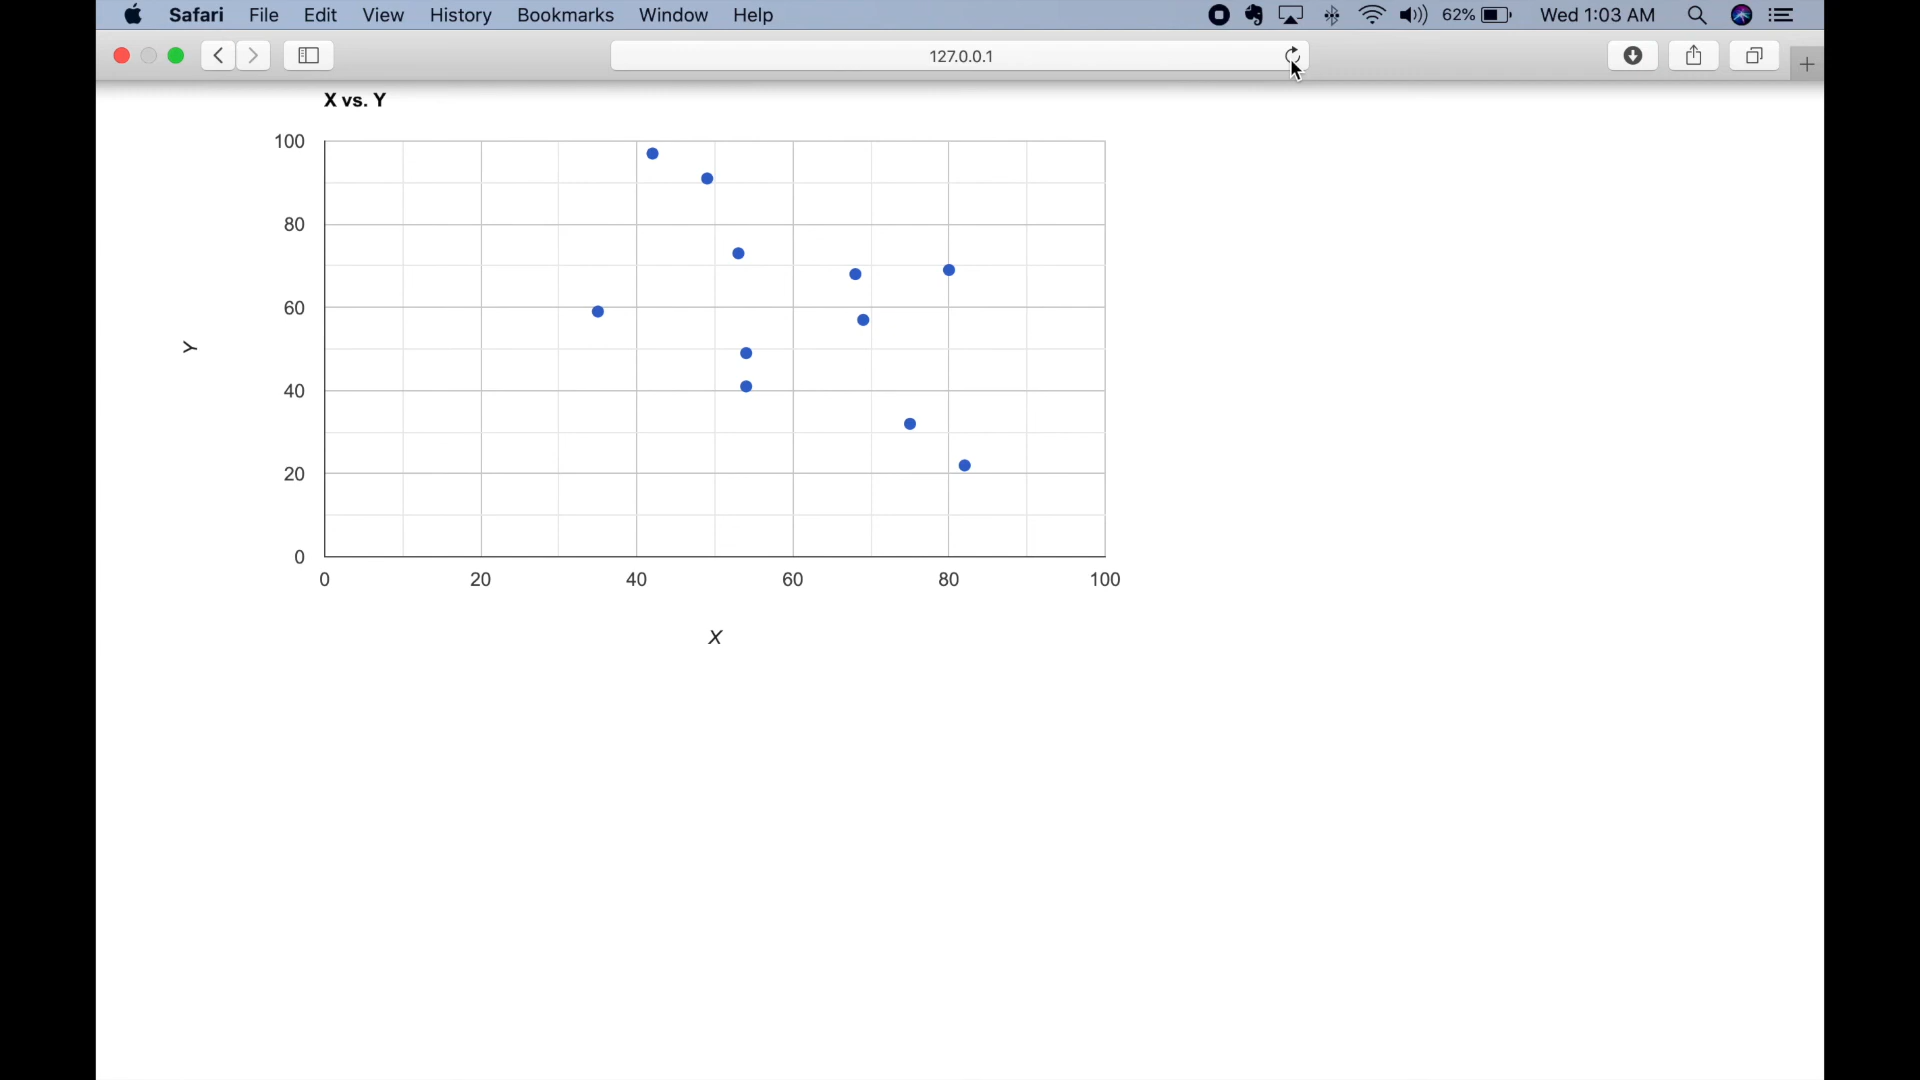 Safari File Edit View History Bookmarks Window Help 62% Wed 1:03 AM
127.0.0.1
X vs. Y
100
80
60
40
20
0
Y
0 20 40 60 80 100
X